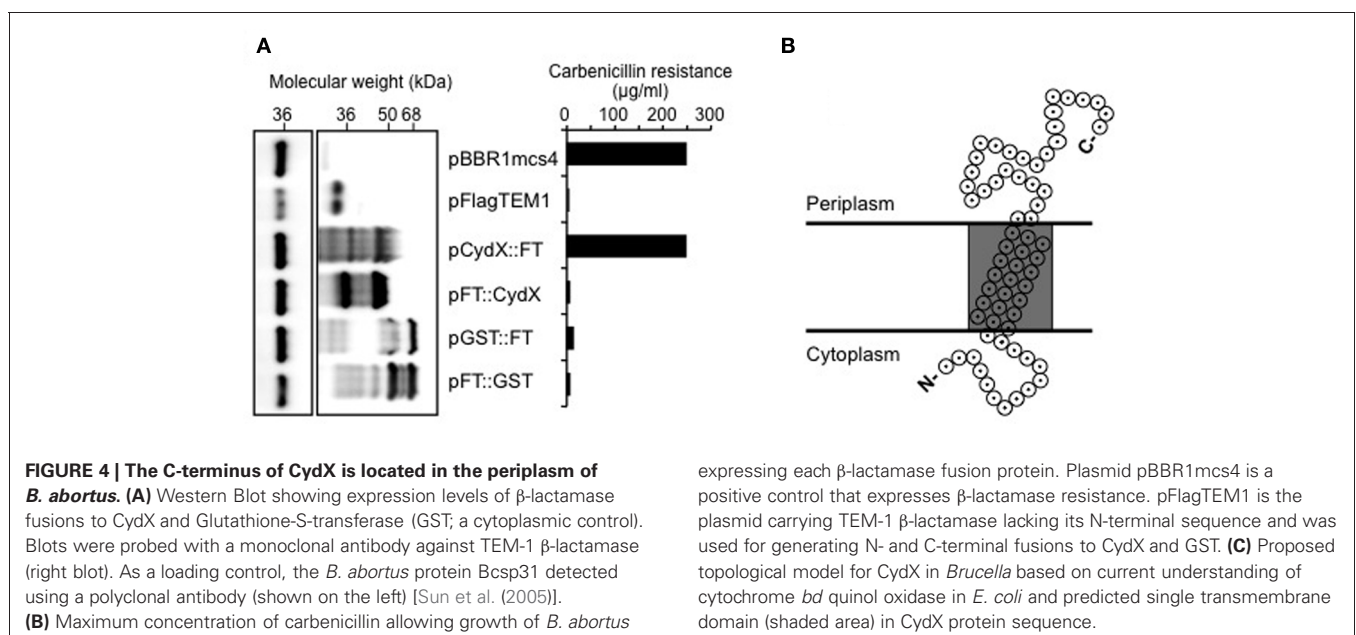 A
B
Molecular weight (kDa)
36
36 50 68
Carbenicillin resistance
(µg/ml)
0 100 200 300
pBBR1mcs4
pFlagTEM1
pCydX::FT
pFT::CydX
pGST::FT
pFT::GST
C-
Periplasm
Cytoplasm
N-
FIGURE 4 | The C-terminus of CydX is located in the periplasm of
B. abortus. (A) Western Blot showing expression levels of β-lactamase
fusions to CydX and Glutathione-S-transferase (GST; a cytoplasmic control).
Blots were probed with a monoclonal antibody against TEM-1 β-lactamase
(right blot). As a loading control, the B. abortus protein Bcsp31 detected
using a polyclonal antibody (shown on the left) [Sun et al. (2005)].
(B) Maximum concentration of carbenicillin allowing growth of B. abortus
expressing each β-lactamase fusion protein. Plasmid pBBR1mcs4 is a
positive control that expresses β-lactamase resistance. pFlagTEM1 is the
plasmid carrying TEM-1 β-lactamase lacking its N-terminal sequence and was
used for generating N- and C-terminal fusions to CydX and GST. (C) Proposed
topological model for CydX in Brucella based on current understanding of
cytochrome bd quinol oxidase in E. coli and predicted single transmembrane
domain (shaded area) in CydX protein sequence.